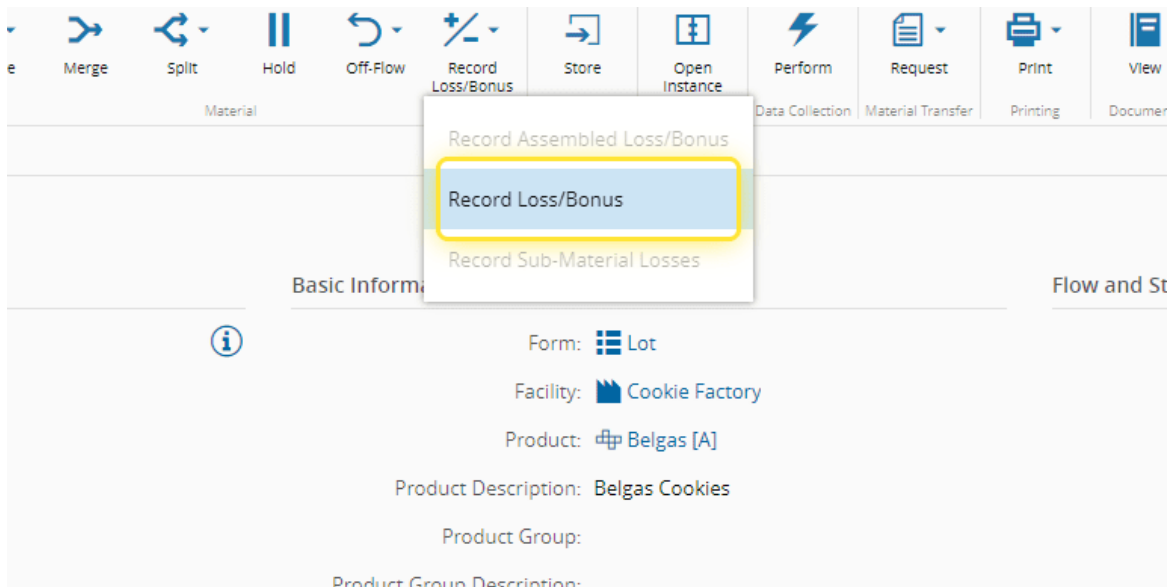 e
Merge
Split
Hold
Off-Flow
Record
Loss/Bonus
Store
Open
Instance
Perform
Request
Print
View
Material
Data Collection
Material Transfer
Printing
Documen
Record Assembled Loss/Bonus
Record Loss/Bonus
Record Sub-Material Losses
Basic Informa
Flow and St
Form: Lot
Facility: Cookie Factory
Product: Belgas [A]
Product Description: Belgas Cookies
Product Group:
Product Group Description: